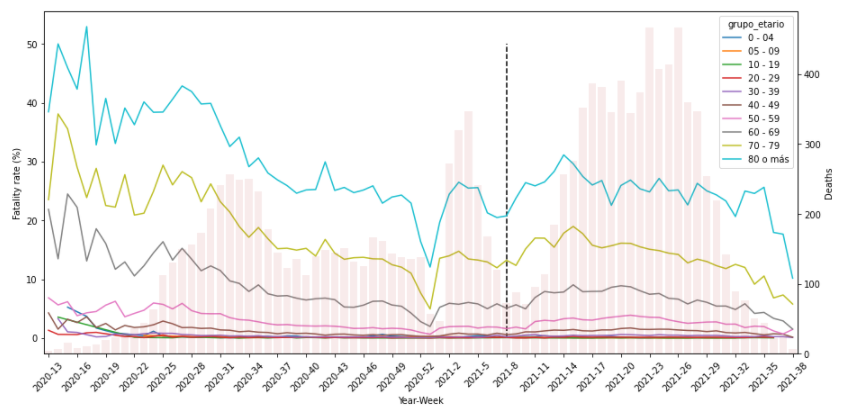 grupo_etario
0 - 04
05 - 09
10 - 19
20 - 29
30 - 39
40 - 49
50 - 59
60 - 69
70 - 79
80 o más
Fatality rate (%)
50
40
30
20
10
0
Deaths
400
300
200
100
0
2020-13
2020-16
2020-19
2020-22
2020-25
2020-28
2020-31
2020-34
2020-37
2020-40
2020-43
2020-46
2020-49
2020-52
2021-2
2021-5
2021-8
2021-11
2021-14
2021-17
2021-20
2021-23
2021-26
2021-29
2021-32
2021-35
2021-38
Year-Week